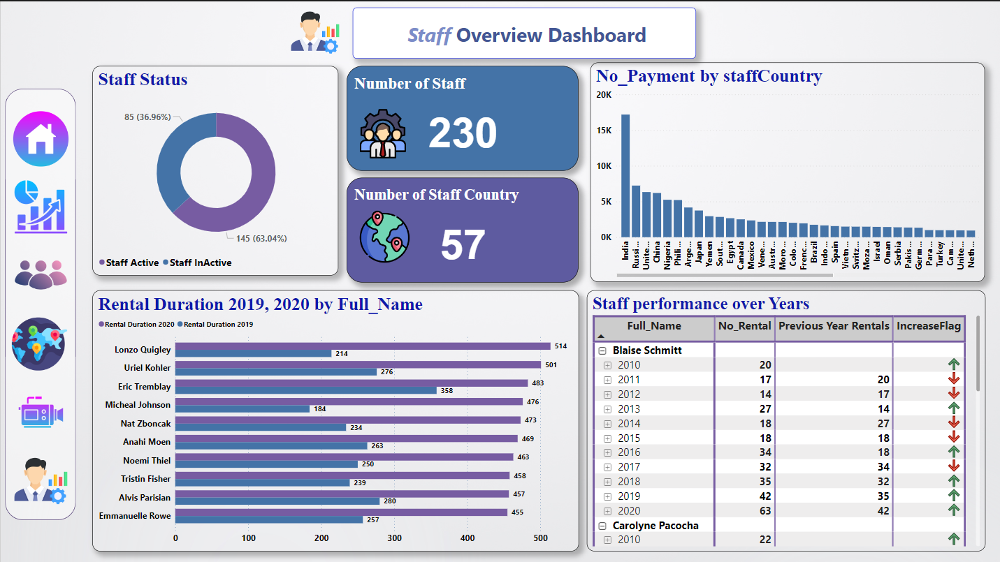 Staff Overview Dashboard
Staff Status
85 (36.96%)
145 (63.04%)
Staff Active Staff InActive
Number of Staff
230
Number of Staff Country
57
No_Payment by staffCountry
20K
15K
10K
5K
0K
India
Russi...
Unite...
China
Nigeria
Phili...
Arge...
Japan
Yemen
Sout...
Egypt
Canada
Mexico
Vene...
Austr...
Moro...
Colo...
Frenc...
Brazil
Indo...
Spain
Vietn...
Switz...
Moza...
Israel
Oman
Serbia
Pakis...
Germ...
Para...
Turkey
Cam...
Unite...
Neth...
Rental Duration 2019, 2020 by Full_Name
Rental Duration 2020 Rental Duration 2019
Lonzo Quigley 514 214
Uriel Kohler 501 276
Eric Tremblay 483 358
Micheal Johnson 476 184
Nat Zboncak 473 234
Anahi Moen 469 263
Noemi Thiel 463 250
Tristin Fisher 458 239
Alvis Parisian 457 280
Emmanuelle Rowe 455 257
0 100 200 300 400 500
Staff performance over Years
Full_Name No_Rental Previous Year Rentals IncreaseFlag
Blaise Schmitt
2010 20
2011 17 20
2012 14 17
2013 27 14
2014 18 27
2015 18 18
2016 34 18
2017 32 34
2018 35 32
2019 42 35
2020 63 42
Carolyne Pacocha
2010 22